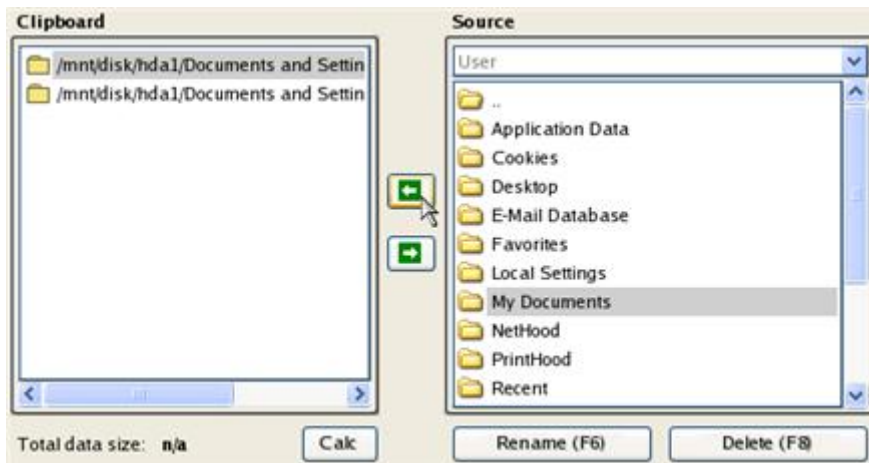 Clipboard
/mnt/disk/hda1/Documents and Settin
/mnt/disk/hda1/Documents and Settin
Total data size: n/a
Calc
Source
User
..
Application Data
Cookies
Desktop
E-Mail Database
Favorites
Local Settings
My Documents
NetHood
PrintHood
Recent
Rename (F6)
Delete (F8)